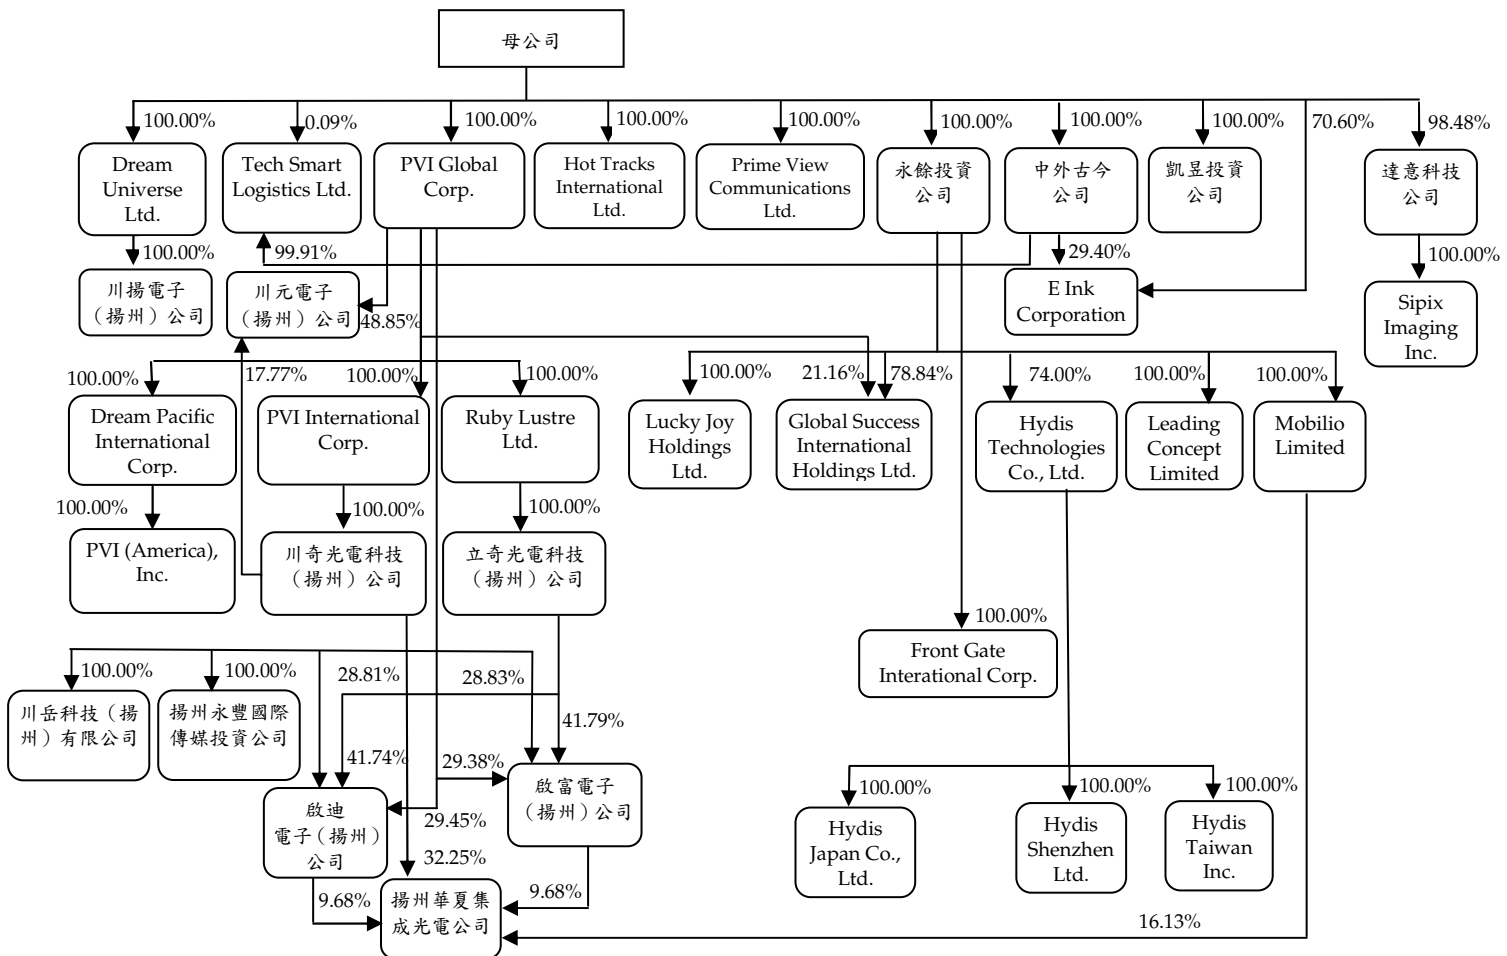 母公司
100.00%
0.09%
100.00%
100.00%
100.00%
100.00%
100.00%
100.00%
70.60%
98.48%
Dream
Universe
Ltd.
Tech Smart
Logistics Ltd.
PVI Global
Corp.
Hot Tracks
International
Ltd.
Prime View
Communications
Ltd.
永餘投資
公司
中外古今
公司
凱昱投資
公司
達意科技
公司
100.00%
99.91%
29.40%
100.00%
川揚電子
（揚州）公司
川元電子
（揚州）公司
48.85%
E Ink
Corporation
Sipix
Imaging
Inc.
100.00%
17.77%
100.00%
100.00%
100.00%
21.16%
78.84%
74.00%
100.00%
100.00%
Dream Pacific
International
Corp.
PVI International
Corp.
Ruby Lustre
Ltd.
Lucky Joy
Holdings
Ltd.
Global Success
International
Holdings Ltd.
Hydis
Technologies
Co., Ltd.
Leading
Concept
Limited
Mobilio
Limited
100.00%
100.00%
100.00%
PVI (America),
Inc.
川奇光電科技
（揚州）公司
立奇光電科技
（揚州）公司
100.00%
Front Gate
Interational Corp.
100.00%
100.00%
28.81%
28.83%
川岳科技（揚
州）有限公司
揚州永豐國際
傳媒投資公司
41.79%
41.74%
29.38%
啟迪
電子（揚州）
公司
啟富電子
（揚州）公司
29.45%
32.25%
100.00%
100.00%
100.00%
Hydis
Japan Co.,
Ltd.
Hydis
Shenzhen
Ltd.
Hydis
Taiwan
Inc.
9.68%
9.68%
揚州華夏集
成光電公司
16.13%